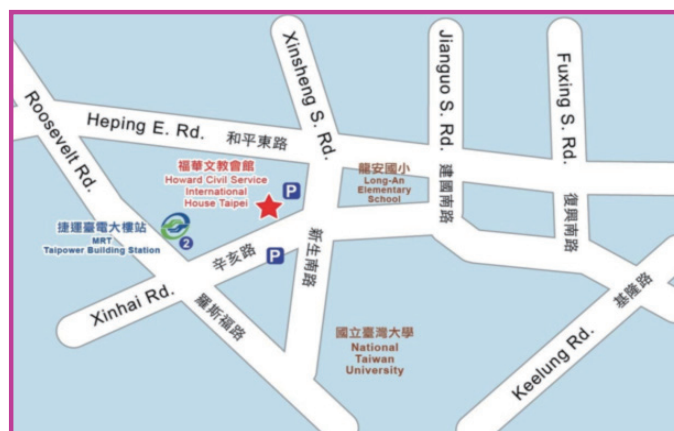 Xinsheng S. Rd.
Jianguo S. Rd.
建國南路
Fuxing S. Rd.
復興南路
Roosevelt Rd.
Heping E. Rd. 和平東路
福華文教會館
Howard Civil Service
International
House Taipei
P
龍安國小
Long-An
Elementary
School
捷運臺電大樓站
MRT
Taipower Building Station
2
辛亥路
P
新生南路
Xinhai Rd.
羅斯福路
國立臺灣大學
National
Taiwan
University
Keelung Rd.
基隆路